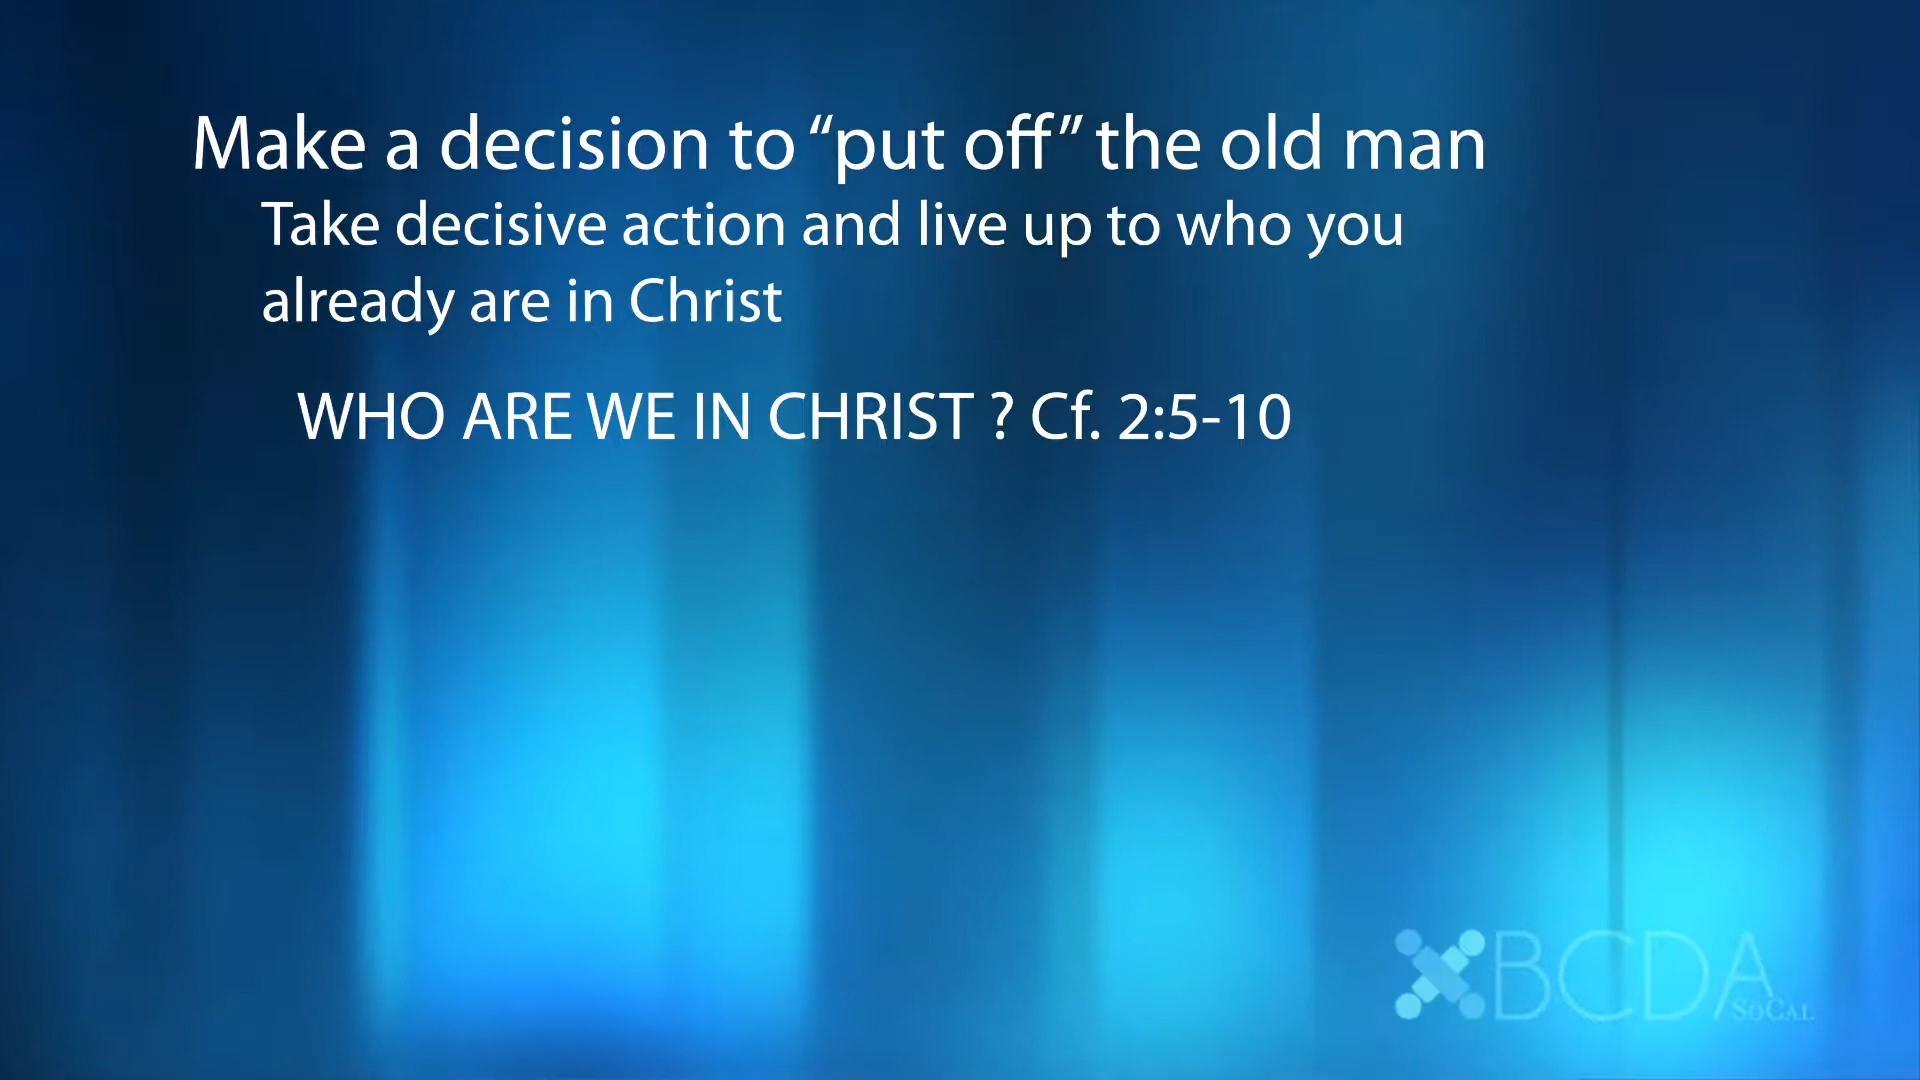 Make a decision to “put off” the old man
Take decisive action and live up to who you
already are in Christ
WHO ARE WE IN CHRIST ? Cf. 2:5-10
BCDA
SoCal